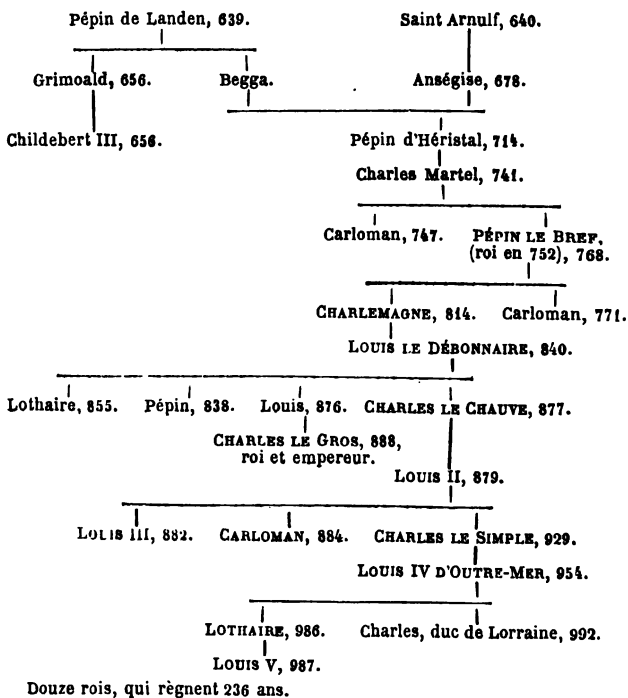 Pépin de Landen, 639. Saint Arnulf, 640.
Grimoald, 656. Begga. Anségise, 678.
Childebert III, 656. Pépin d'Héristal, 714.
Charles Martel, 741.
Carloman, 747. PÉPIN LE BREF,
(roi en 752), 768.
CHARLEMAGNE, 814. Carloman, 771.
LOUIS LE DÉBONNAIRE, 840.
Lothaire, 855. Pépin, 838. Louis, 876. CHARLES LE CHAUVE, 877.
CHARLES LE GROS, 888,
roi et empereur.
LOUIS II, 879.
LOUIS III, 882. CARLOMAN, 884. CHARLES LE SIMPLE, 929.
LOUIS IV D'OUTRE-MER, 954.
LOTHAIRE, 986. Charles, duc de Lorraine, 992.
LOUIS V, 987.
Douze rois, qui règnent 236 ans.